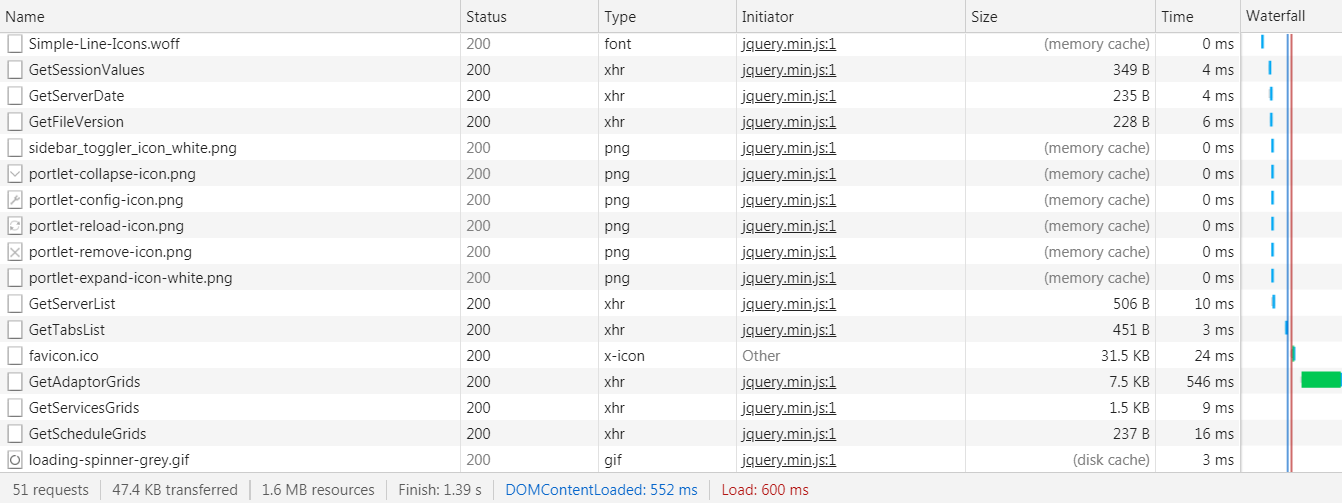 Name Status Type Initiator Size Time Waterfall
Simple-Line-Icons.woff 200 font jquery.min.js:1 (memory cache) 0 ms
GetSessionValues 200 xhr jquery.min.js:1 349 B 4 ms
GetServerDate 200 xhr jquery.min.js:1 235 B 4 ms
GetFileVersion 200 xhr jquery.min.js:1 228 B 6 ms
sidebar_toggler_icon_white.png 200 png jquery.min.js:1 (memory cache) 0 ms
portlet-collapse-icon.png 200 png jquery.min.js:1 (memory cache) 0 ms
portlet-config-icon.png 200 png jquery.min.js:1 (memory cache) 0 ms
portlet-reload-icon.png 200 png jquery.min.js:1 (memory cache) 0 ms
portlet-remove-icon.png 200 png jquery.min.js:1 (memory cache) 0 ms
portlet-expand-icon-white.png 200 png jquery.min.js:1 (memory cache) 0 ms
GetServerList 200 xhr jquery.min.js:1 506 B 10 ms
GetTabsList 200 xhr jquery.min.js:1 451 B 3 ms
favicon.ico 200 x-icon Other 31.5 KB 24 ms
GetAdaptorGrids 200 xhr jquery.min.js:1 7.5 KB 546 ms
GetServicesGrids 200 xhr jquery.min.js:1 1.5 KB 9 ms
GetScheduleGrids 200 xhr jquery.min.js:1 237 B 16 ms
loading-spinner-grey.gif 200 gif jquery.min.js:1 (disk cache) 3 ms
51 requests 47.4 KB transferred 1.6 MB resources Finish: 1.39 s DOMContentLoaded: 552 ms Load: 600 ms